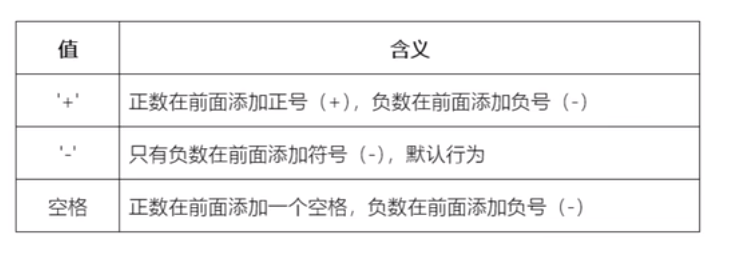 值 含义
'+' 正数在前面添加正号（+），负数在前面添加负号（-）
'-' 只有负数在前面添加符号（-），默认行为
空格 正数在前面添加一个空格，负数在前面添加负号（-）